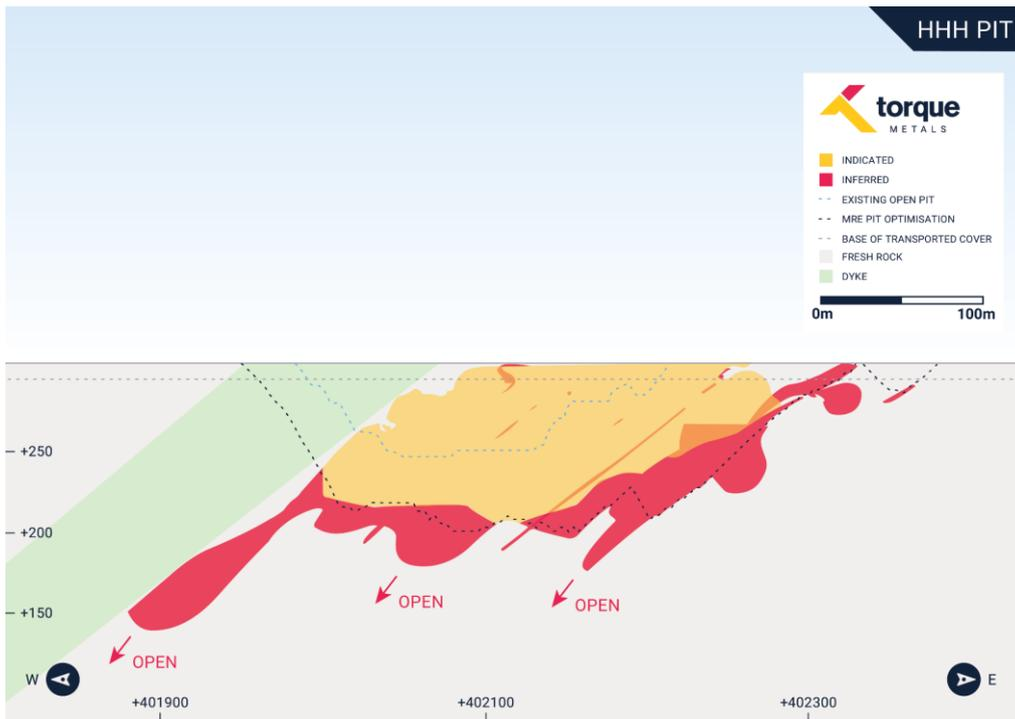 HHH PIT
torque
METALS
INDICATED
INFERRED
EXISTING OPEN PIT
MRE PIT OPTIMISATION
BASE OF TRANSPORTED COVER
FRESH ROCK
DYKE
0m 100m
+250
+200
+150
OPEN
OPEN
OPEN
W E
+401900 +402100 +402300